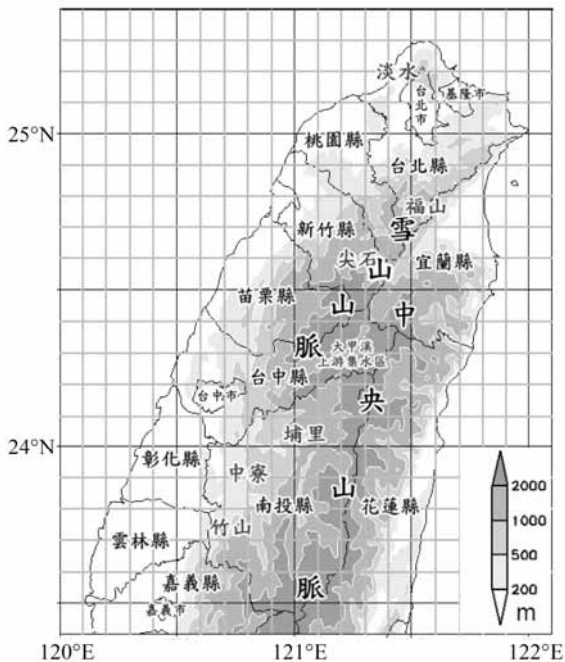 淡水
台北市
基隆市
25°N
桃園縣
台北縣
福山
雪
新竹縣
尖石
山
宜蘭縣
苗栗縣
山
中
脈
大甲溪
上游集水區
台中縣
台中市
央
24°N
埔里
彰化縣
中寮
山
南投縣
花蓮縣
竹山
雲林縣
嘉義縣
脈
嘉義市
2000
1000
500
200
m
120°E
121°E
122°E